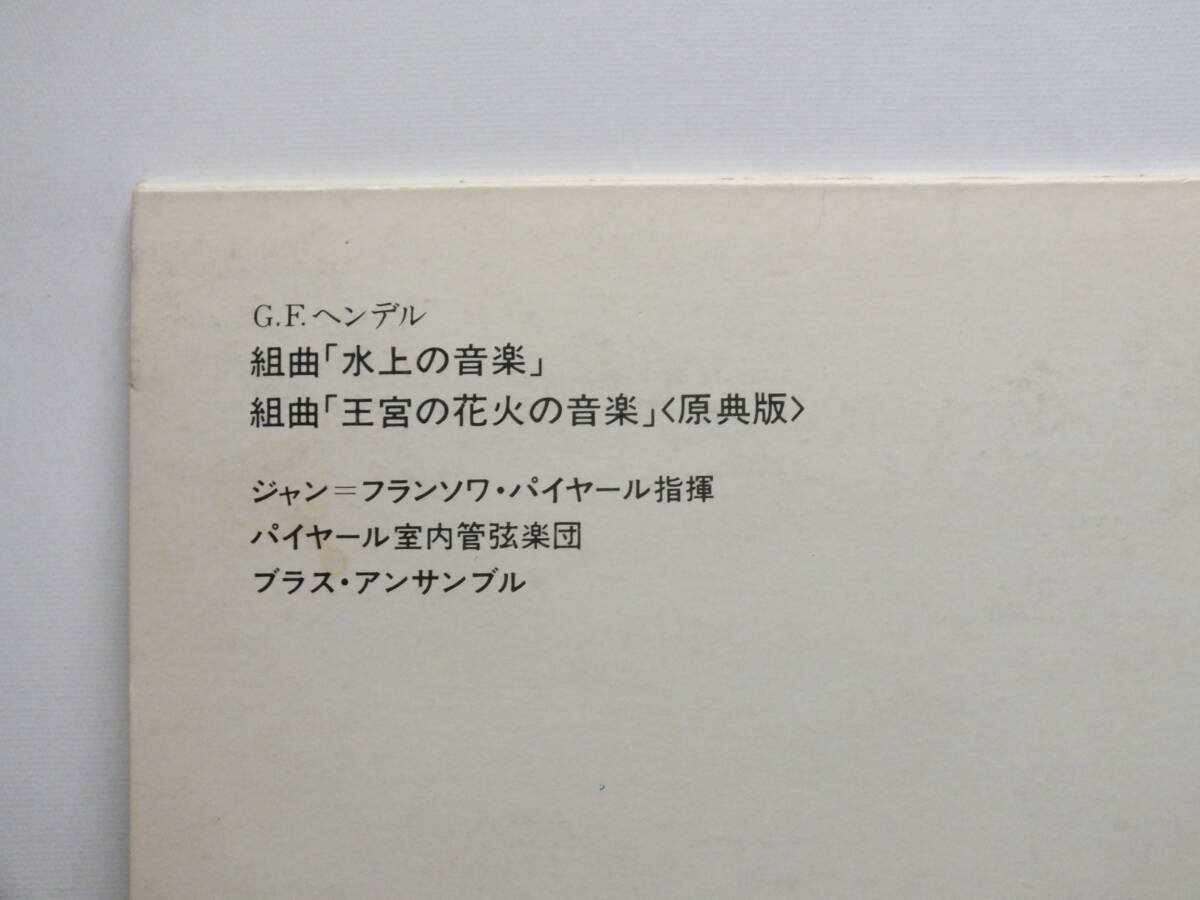 G.F.ヘンデル
組曲「水上の音楽」
組曲「王宮の花火の音楽」〈原典版〉
ジャン＝フランソワ・パイヤール指揮
パイヤール室内管弦楽団
ブラス・アンサンブル